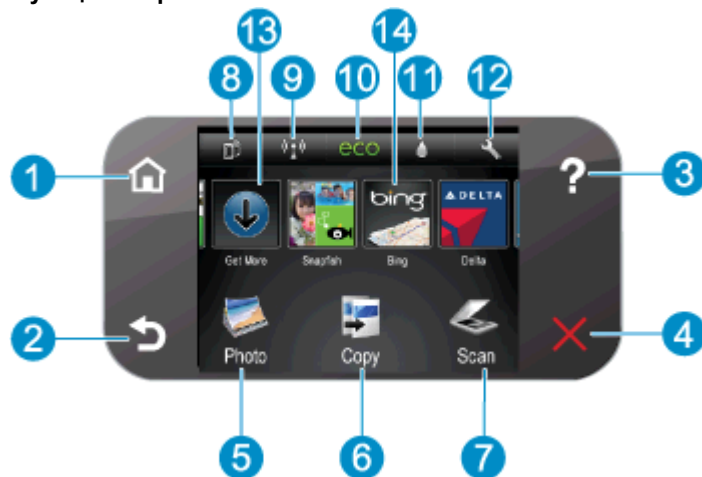 13 14
8 9 10 11 12
eco
1 ? 3
bing DELTA
Get More Snapfish Bing Delta
2 4
Photo Copy Scan
5 6 7